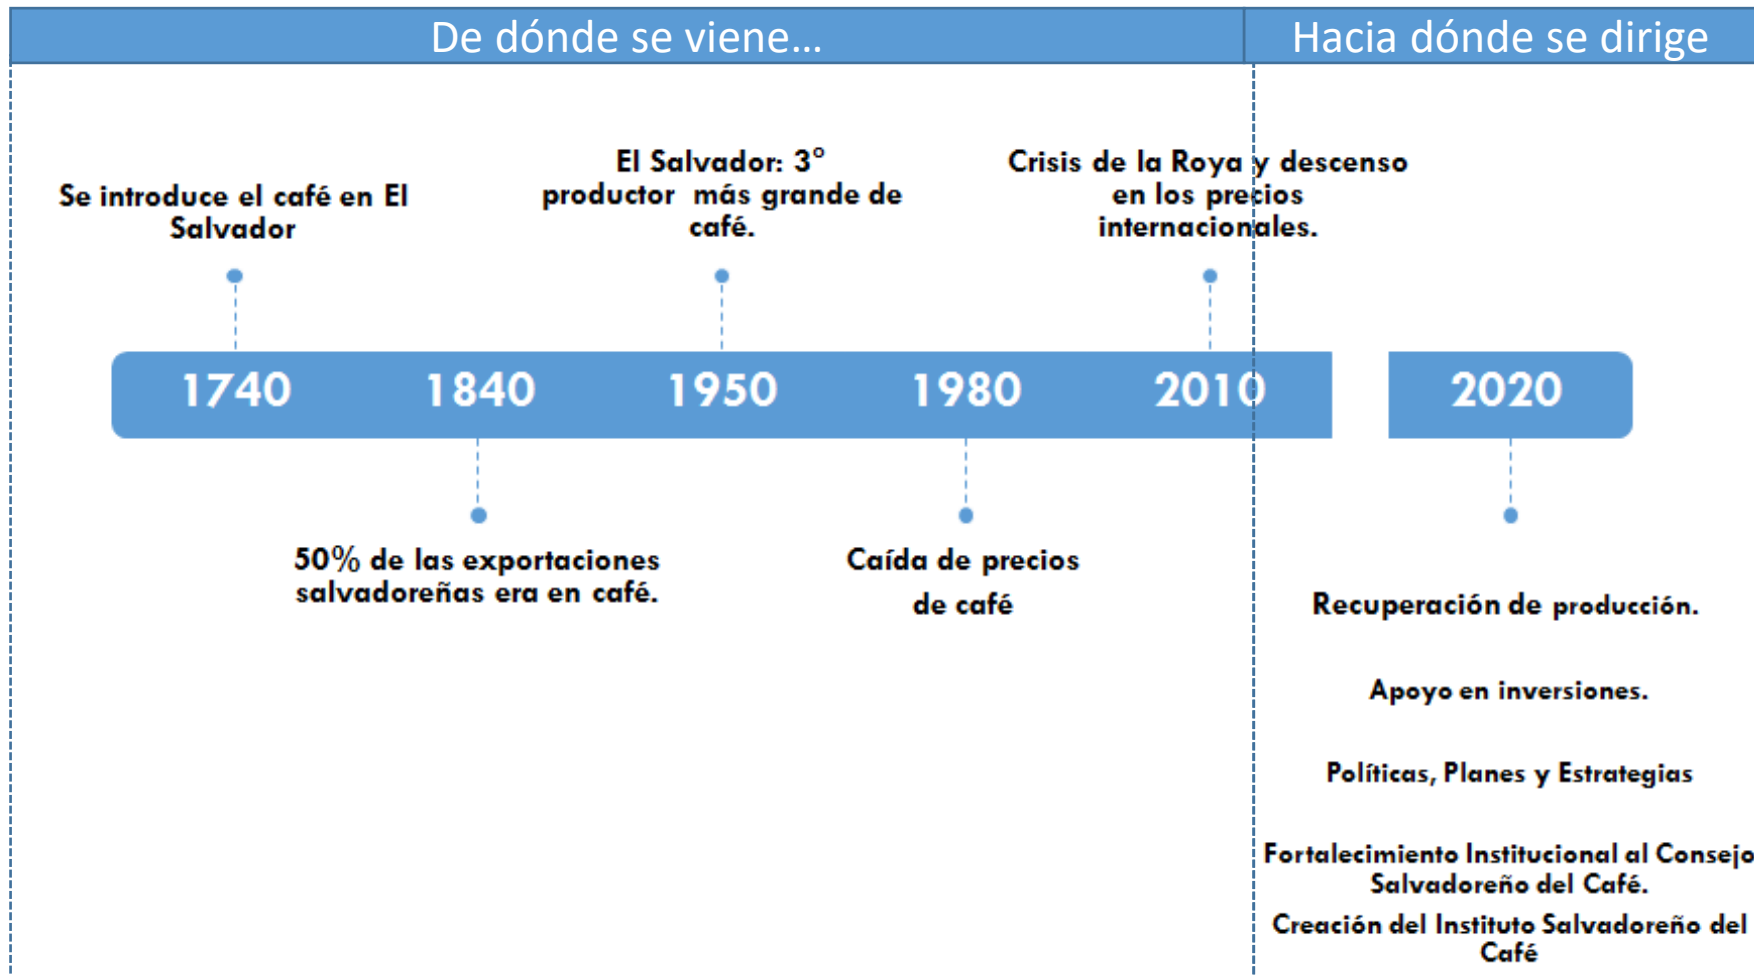 De dónde se viene...
Hacia dónde se dirige
Se introduce el café en El
Salvador
El Salvador: 3°
productor más grande de
café.
Crisis de la Roya y descenso
en los precios
internacionales.
1740
1840
1950
1980
2010
2020
50% de las exportaciones
salvadoreñas era en café.
Caída de precios
de café
Recuperación de producción.
Apoyo en inversiones.
Políticas, Planes y Estrategias
Fortalecimiento Institucional al Consejo
Salvadoreño del Café.
Creación del Instituto Salvadoreño del
Café